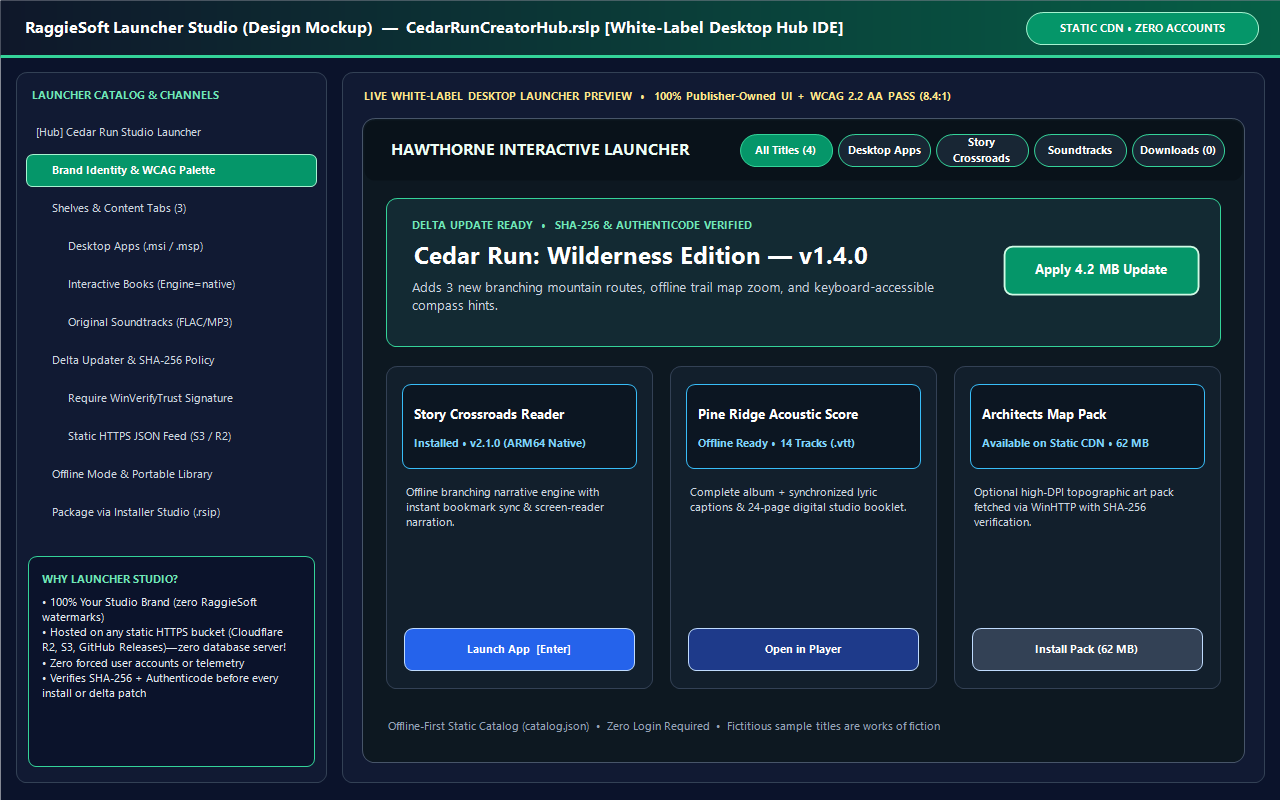 RaggieSoft Launcher Studio (Design Mockup) — CedarRunCreatorHub.rslp [White-Label Desktop Hub IDE]
STATIC CDN • ZERO ACCOUNTS
LAUNCHER CATALOG & CHANNELS
[Hub] Cedar Run Studio Launcher
Brand Identity & WCAG Palette
Shelves & Content Tabs (3)
Desktop Apps (.msi / .msp)
Interactive Books (Engine=native)
Original Soundtracks (FLAC/MP3)
Delta Updater & SHA-256 Policy
Require WinVerifyTrust Signature
Static HTTPS JSON Feed (S3 / R2)
Offline Mode & Portable Library
Package via Installer Studio (.rsip)
WHY LAUNCHER STUDIO?
• 100% Your Studio Brand (zero RaggieSoft
watermarks)
• Hosted on any static HTTPS bucket (Cloudflare
R2, S3, GitHub Releases)—zero database server!
• Zero forced user accounts or telemetry
• Verifies SHA-256 + Authenticode before every
install or delta patch
LIVE WHITE-LABEL DESKTOP LAUNCHER PREVIEW • 100% Publisher-Owned UI + WCAG 2.2 AA PASS (8.4:1)
HAWTHORNE INTERACTIVE LAUNCHER
All Titles (4)
Desktop Apps
Story
Crossroads
Soundtracks
Downloads (0)
DELTA UPDATE READY • SHA-256 & AUTHENTICODE VERIFIED
Cedar Run: Wilderness Edition — v1.4.0
Adds 3 new branching mountain routes, offline trail map zoom, and keyboard-accessible
compass hints.
Apply 4.2 MB Update
Story Crossroads Reader
Installed • v2.1.0 (ARM64 Native)
Offline branching narrative engine with
instant bookmark sync & screen-reader
narration.
Launch App [Enter]
Pine Ridge Acoustic Score
Offline Ready • 14 Tracks (.vtt)
Complete album + synchronized lyric
captions & 24-page digital studio booklet.
Open in Player
Architects Map Pack
Available on Static CDN • 62 MB
Optional high-DPI topographic art pack
fetched via WinHTTP with SHA-256
verification.
Install Pack (62 MB)
Offline-First Static Catalog (catalog.json) • Zero Login Required • Fictitious sample titles are works of fiction